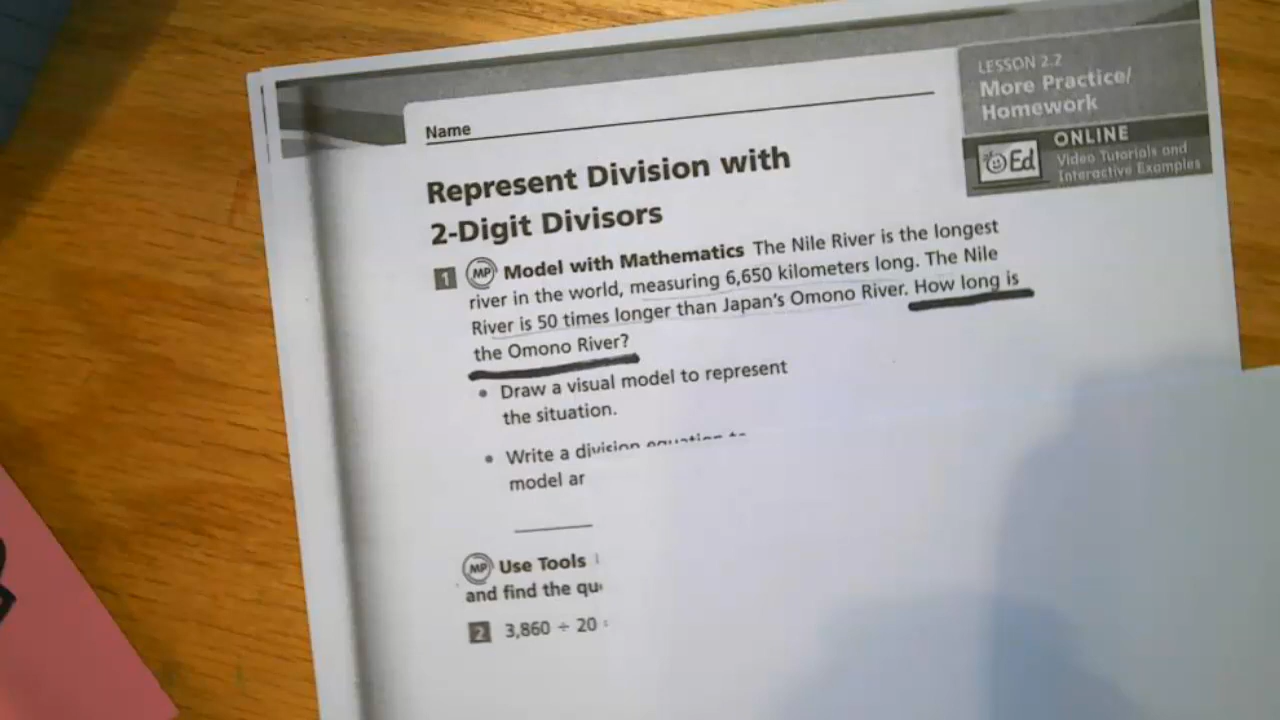 LESSON 2.2
More Practice/
Homework
ONLINE
Ed
Video Tutorials and
Interactive Examples
Name
Represent Division with
2-Digit Divisors
1 MP Model with Mathematics The Nile River is the longest
river in the world, measuring 6,650 kilometers long. The Nile
River is 50 times longer than Japan's Omono River. How long is
the Omono River?
• Draw a visual model to represent
the situation.
• Write a division equation to
model
MP Use Tools
and find the
2 3,860 ÷ 20